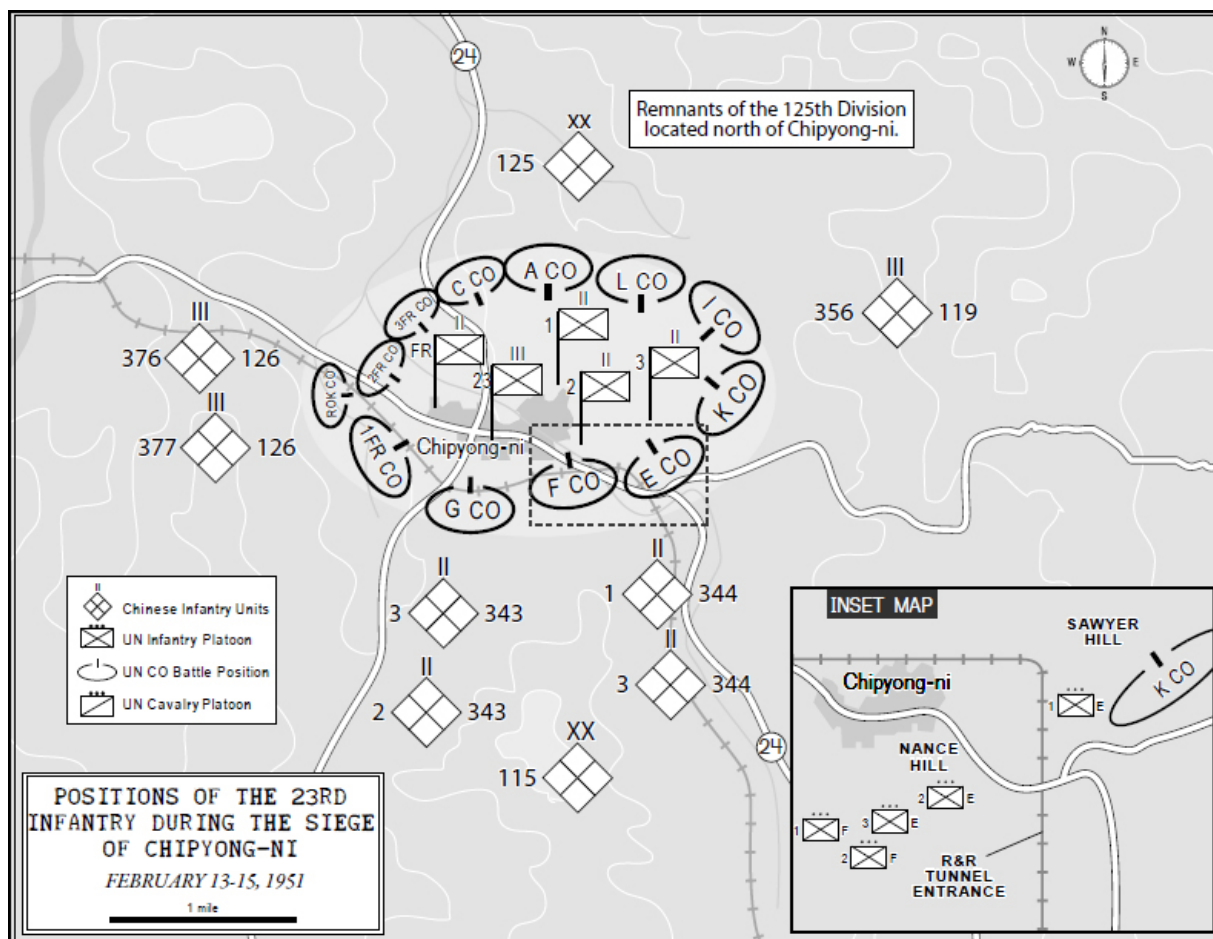 24
N
W E
S
Remnants of the 125th Division
located north of Chipyong-ni.
XX
125
A CO
L CO
C CO
I CO
3FR CO
II
1
II
FR
III
23
II
2
II
3
2FR CO
K CO
ROK CO
1FR CO
Chipyong-ni
G CO
F CO
E CO
III
356 119
III
376 126
III
377 126
II
3 343
II
1 344
II
2 343
II
3 344
XX
115
24
II
Chinese Infantry Units
UN Infantry Platoon
UN CO Battle Position
UN Cavalry Platoon
POSITIONS OF THE 23RD
INFANTRY DURING THE SIEGE
OF CHIPYONG-NI
FEBRUARY 13-15, 1951
1 mile
INSET MAP
SAWYER
HILL
K CO
Chipyong-ni
1 E
NANCE
HILL
2 E
3 E
1 F
2 F
R&R
TUNNEL
ENTRANCE